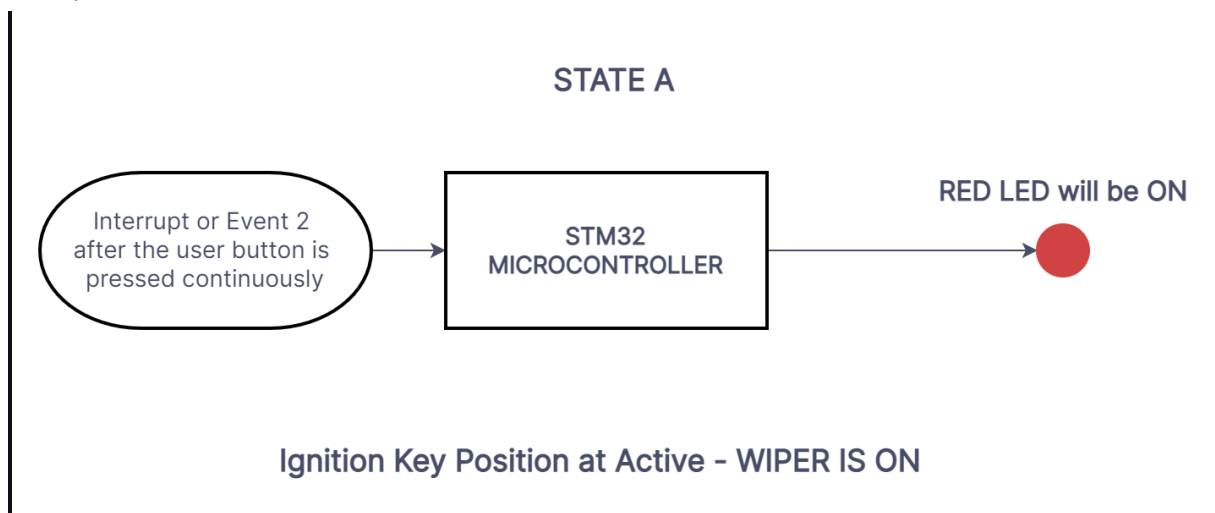 STATE A
Interrupt or Event 2
after the user button is
pressed continuously
STM32
MICROCONTROLLER
RED LED will be ON
Ignition Key Position at Active - WIPER IS ON